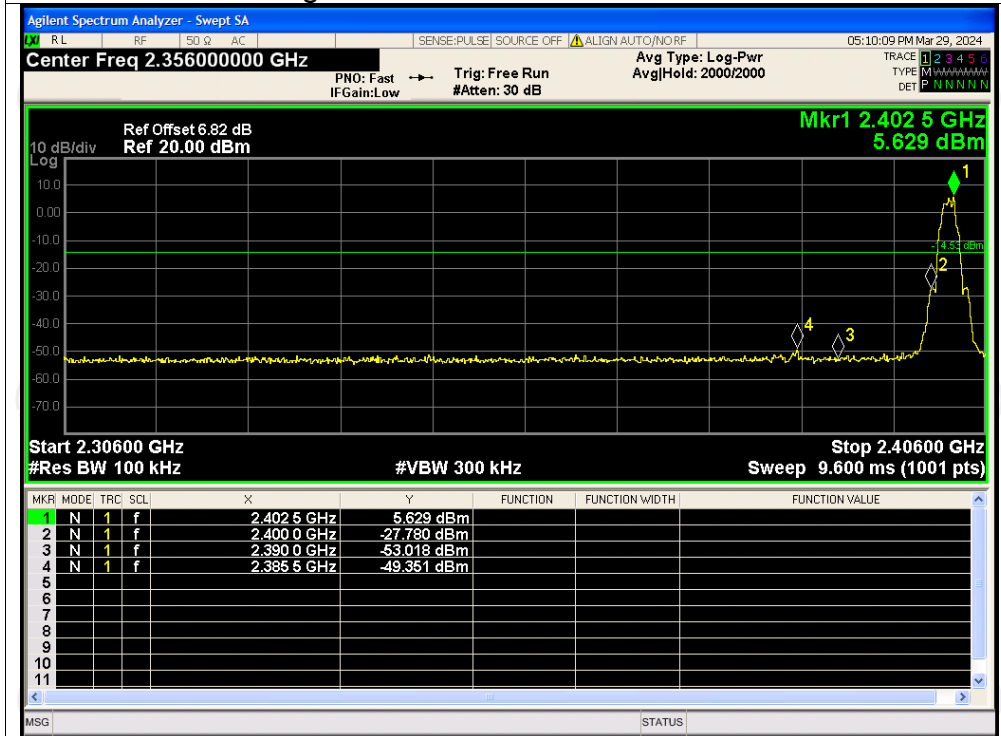 Agilent Spectrum Analyzer - Swept SA
LXI RL RF 50 Ω AC SENSE:PULSE SOURCE OFF ALIGN AUTO/NO RF 05:10:09 PM Mar 29, 2024
Center Freq 2.356000000 GHz
PNO: Fast
IFGain:Low
Trig: Free Run
#Atten: 30 dB
Avg Type: Log-Pwr
Avg|Hold: 2000/2000
TRACE 1 2 3 4 5 6
TYPE M
DET P N N N N N
Ref Offset 6.82 dB
10 dB/div Ref 20.00 dBm
Log
Mkr1 2.402 5 GHz
5.629 dBm
10.0
0.00
-10.0
-20.0
-30.0
-40.0
-50.0
-60.0
-70.0
1
-14.53 dBm
2
4
3
Start 2.30600 GHz Stop 2.40600 GHz
#Res BW 100 kHz #VBW 300 kHz Sweep 9.600 ms (1001 pts)
MKR MODE TRC SCL X Y FUNCTION FUNCTION WIDTH FUNCTION VALUE
1 N 1 f 2.402 5 GHz 5.629 dBm
2 N 1 f 2.400 0 GHz -27.780 dBm
3 N 1 f 2.390 0 GHz -53.018 dBm
4 N 1 f 2.385 5 GHz -49.351 dBm
5
6
7
8
9
10
11
MSG STATUS